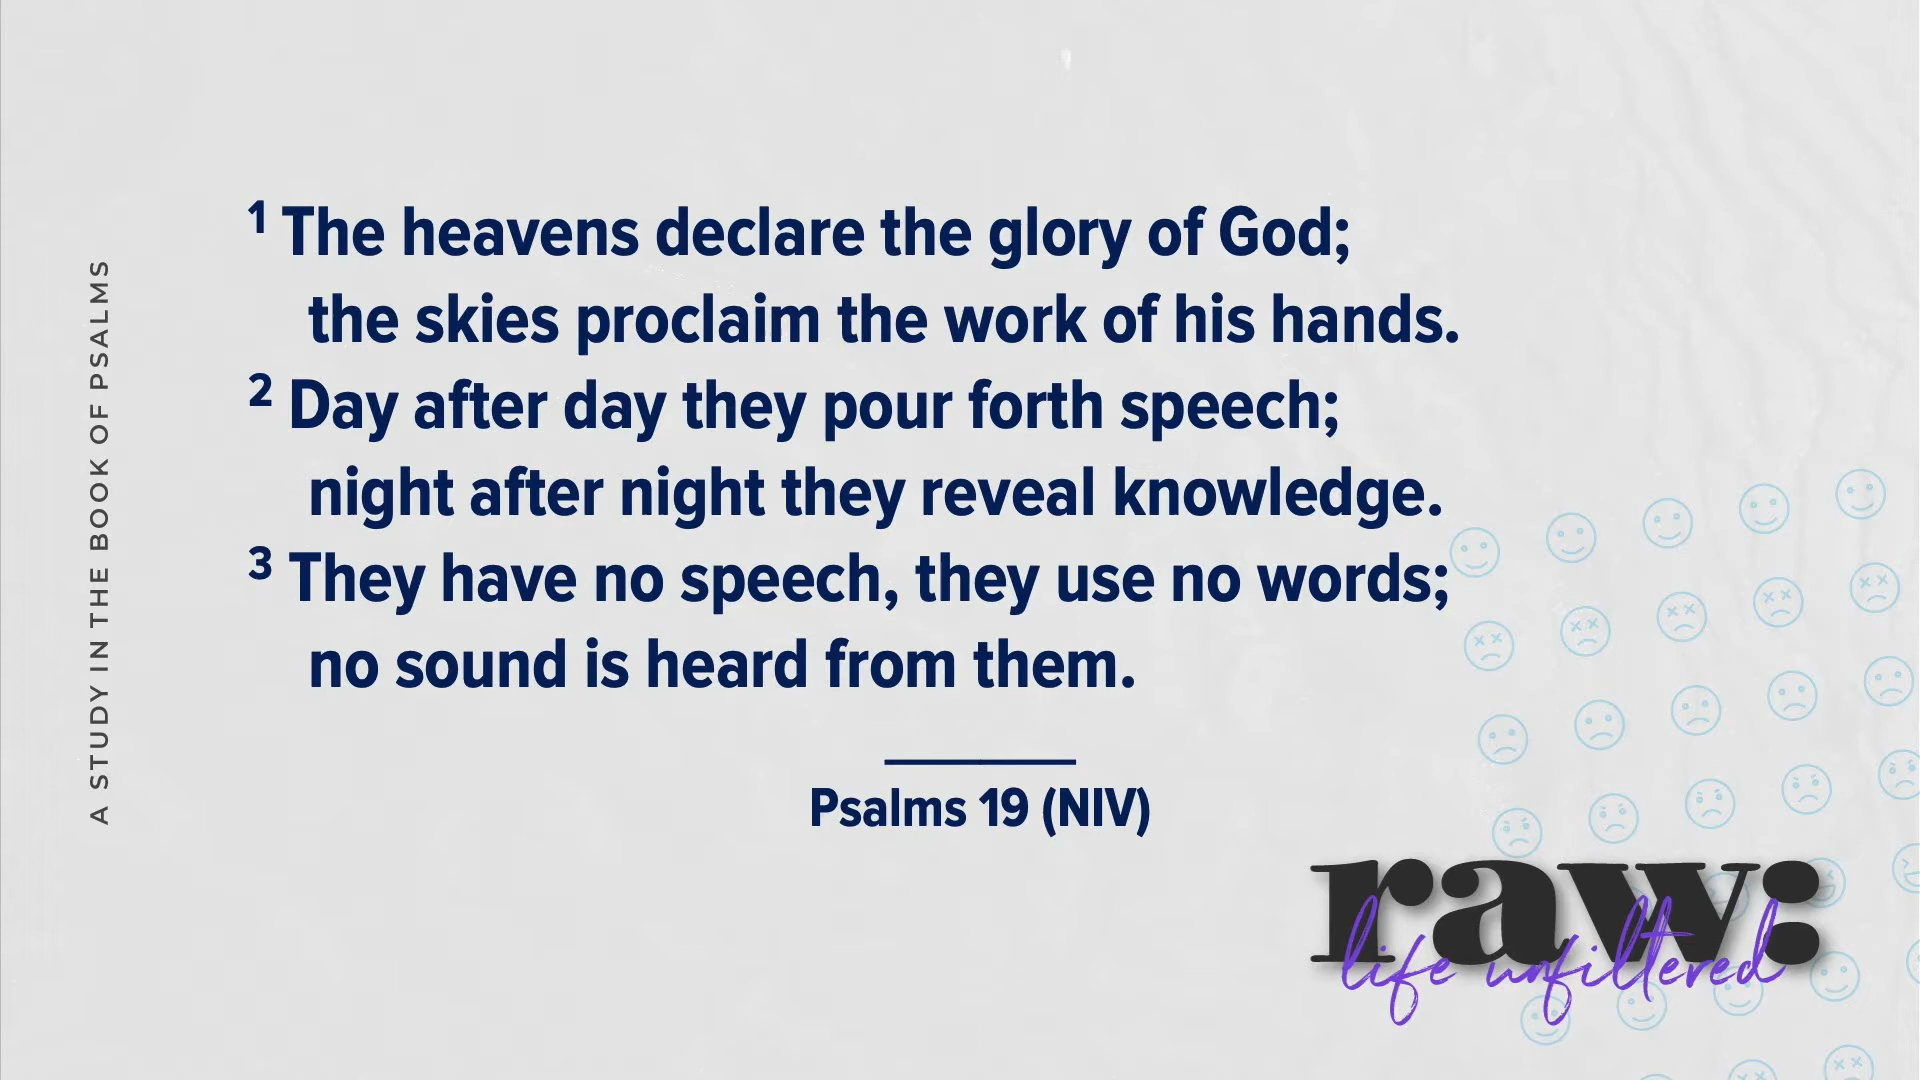 A STUDY IN THE BOOK OF PSALMS
1 The heavens declare the glory of God;
the skies proclaim the work of his hands.
2 Day after day they pour forth speech;
night after night they reveal knowledge.
3 They have no speech, they use no words;
no sound is heard from them.
Psalms 19 (NIV)
raw:
life unfiltered